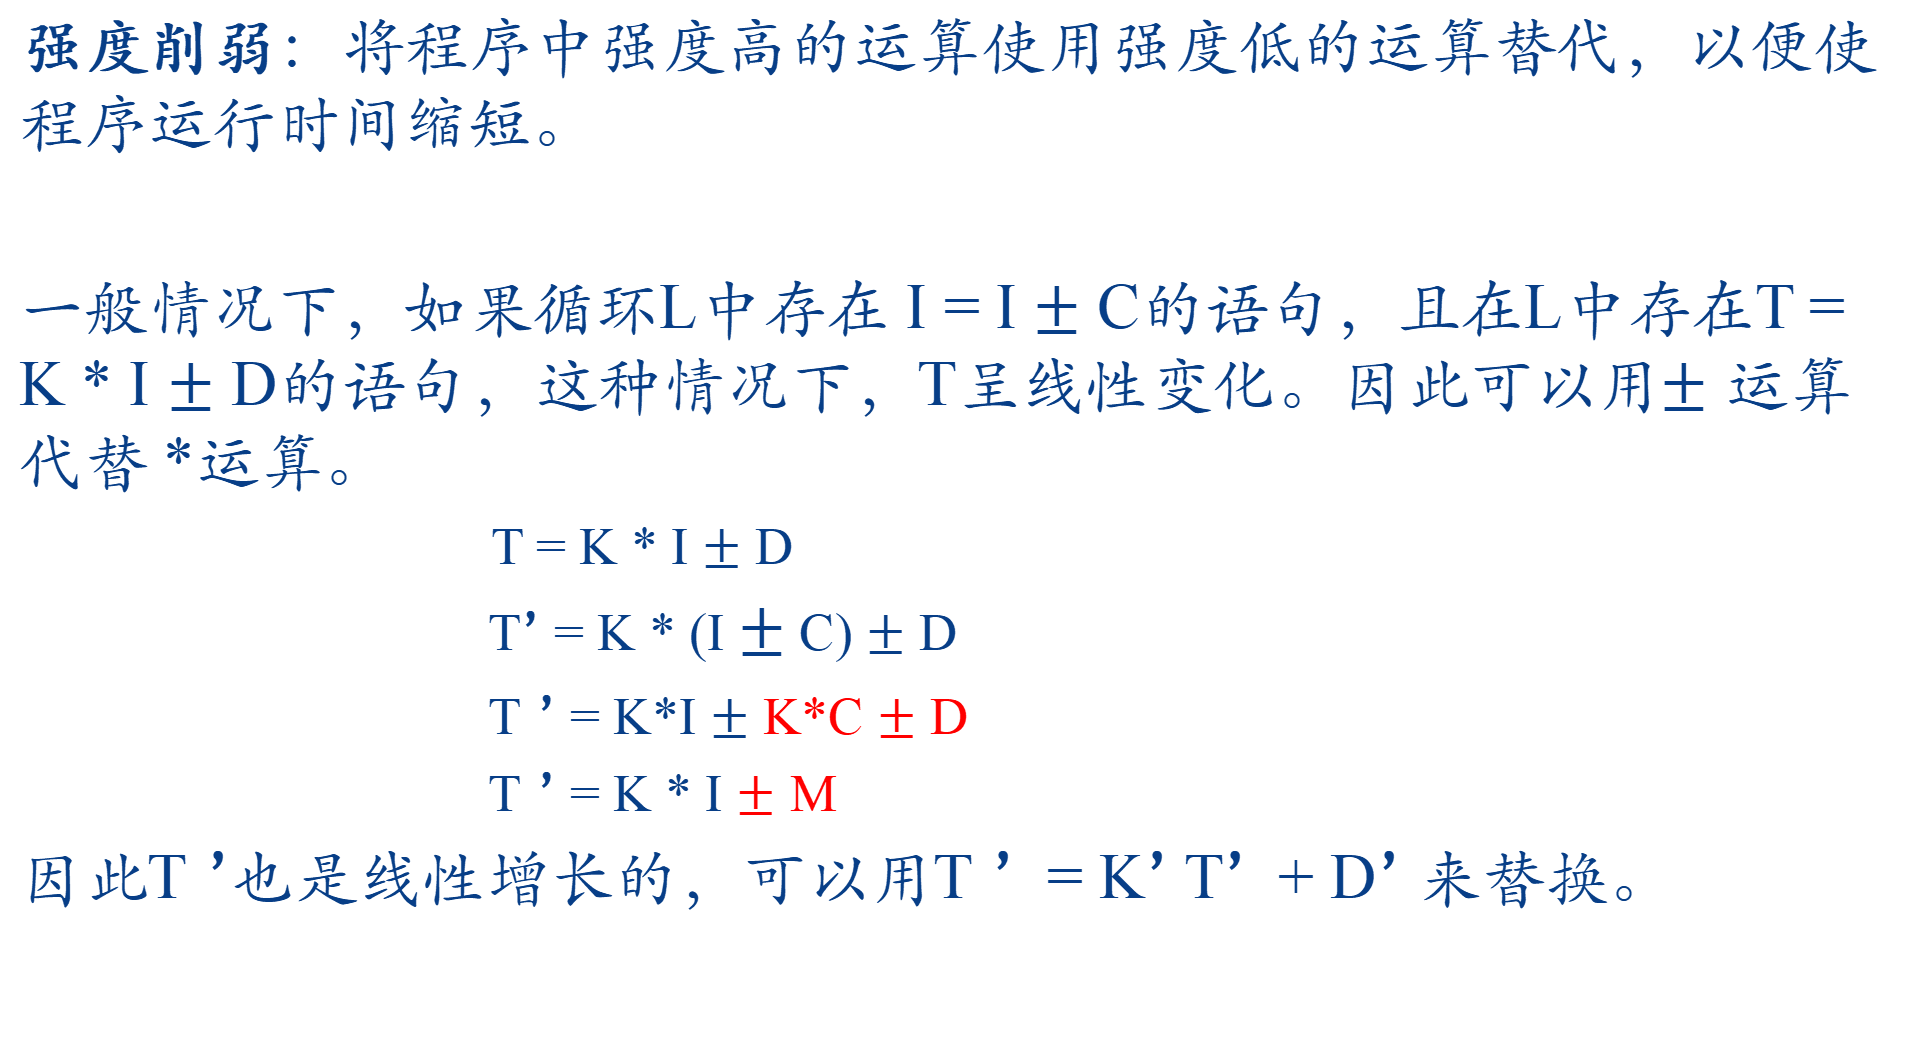 强度削弱：将程序中强度高的运算使用强度低的运算替代，以便使
程序运行时间缩短。
一般情况下，如果循环L中存在 I = I ± C的语句，且在L中存在T =
K * I ± D的语句，这种情况下，T呈线性变化。因此可以用± 运算
代替 *运算。
T = K * I ± D
T’ = K * (I ± C) ± D
T ’ = K*I ± K*C ± D
T ’ = K * I ± M
因此T ’也是线性增长的，可以用T ’ = K’ T’ + D’ 来替换。